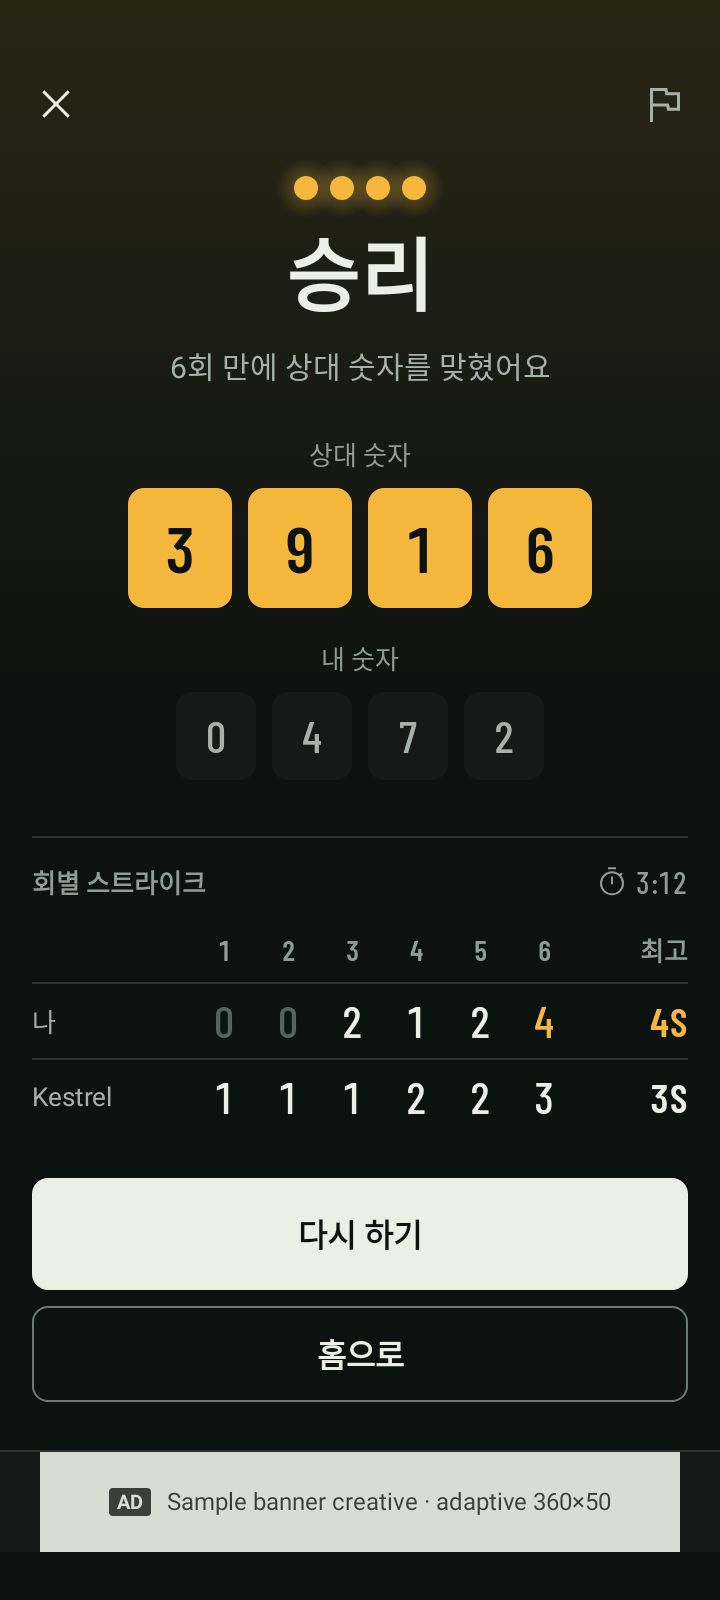 승리
6회 만에 상대 숫자를 맞혔어요
상대 숫자
3 9 1 6
내 숫자
0 4 7 2
회별 스트라이크 3:12
1 2 3 4 5 6 최고
나 0 0 2 1 2 4 4S
Kestrel 1 1 1 2 2 3 3S
다시 하기
홈으로
AD Sample banner creative · adaptive 360×50